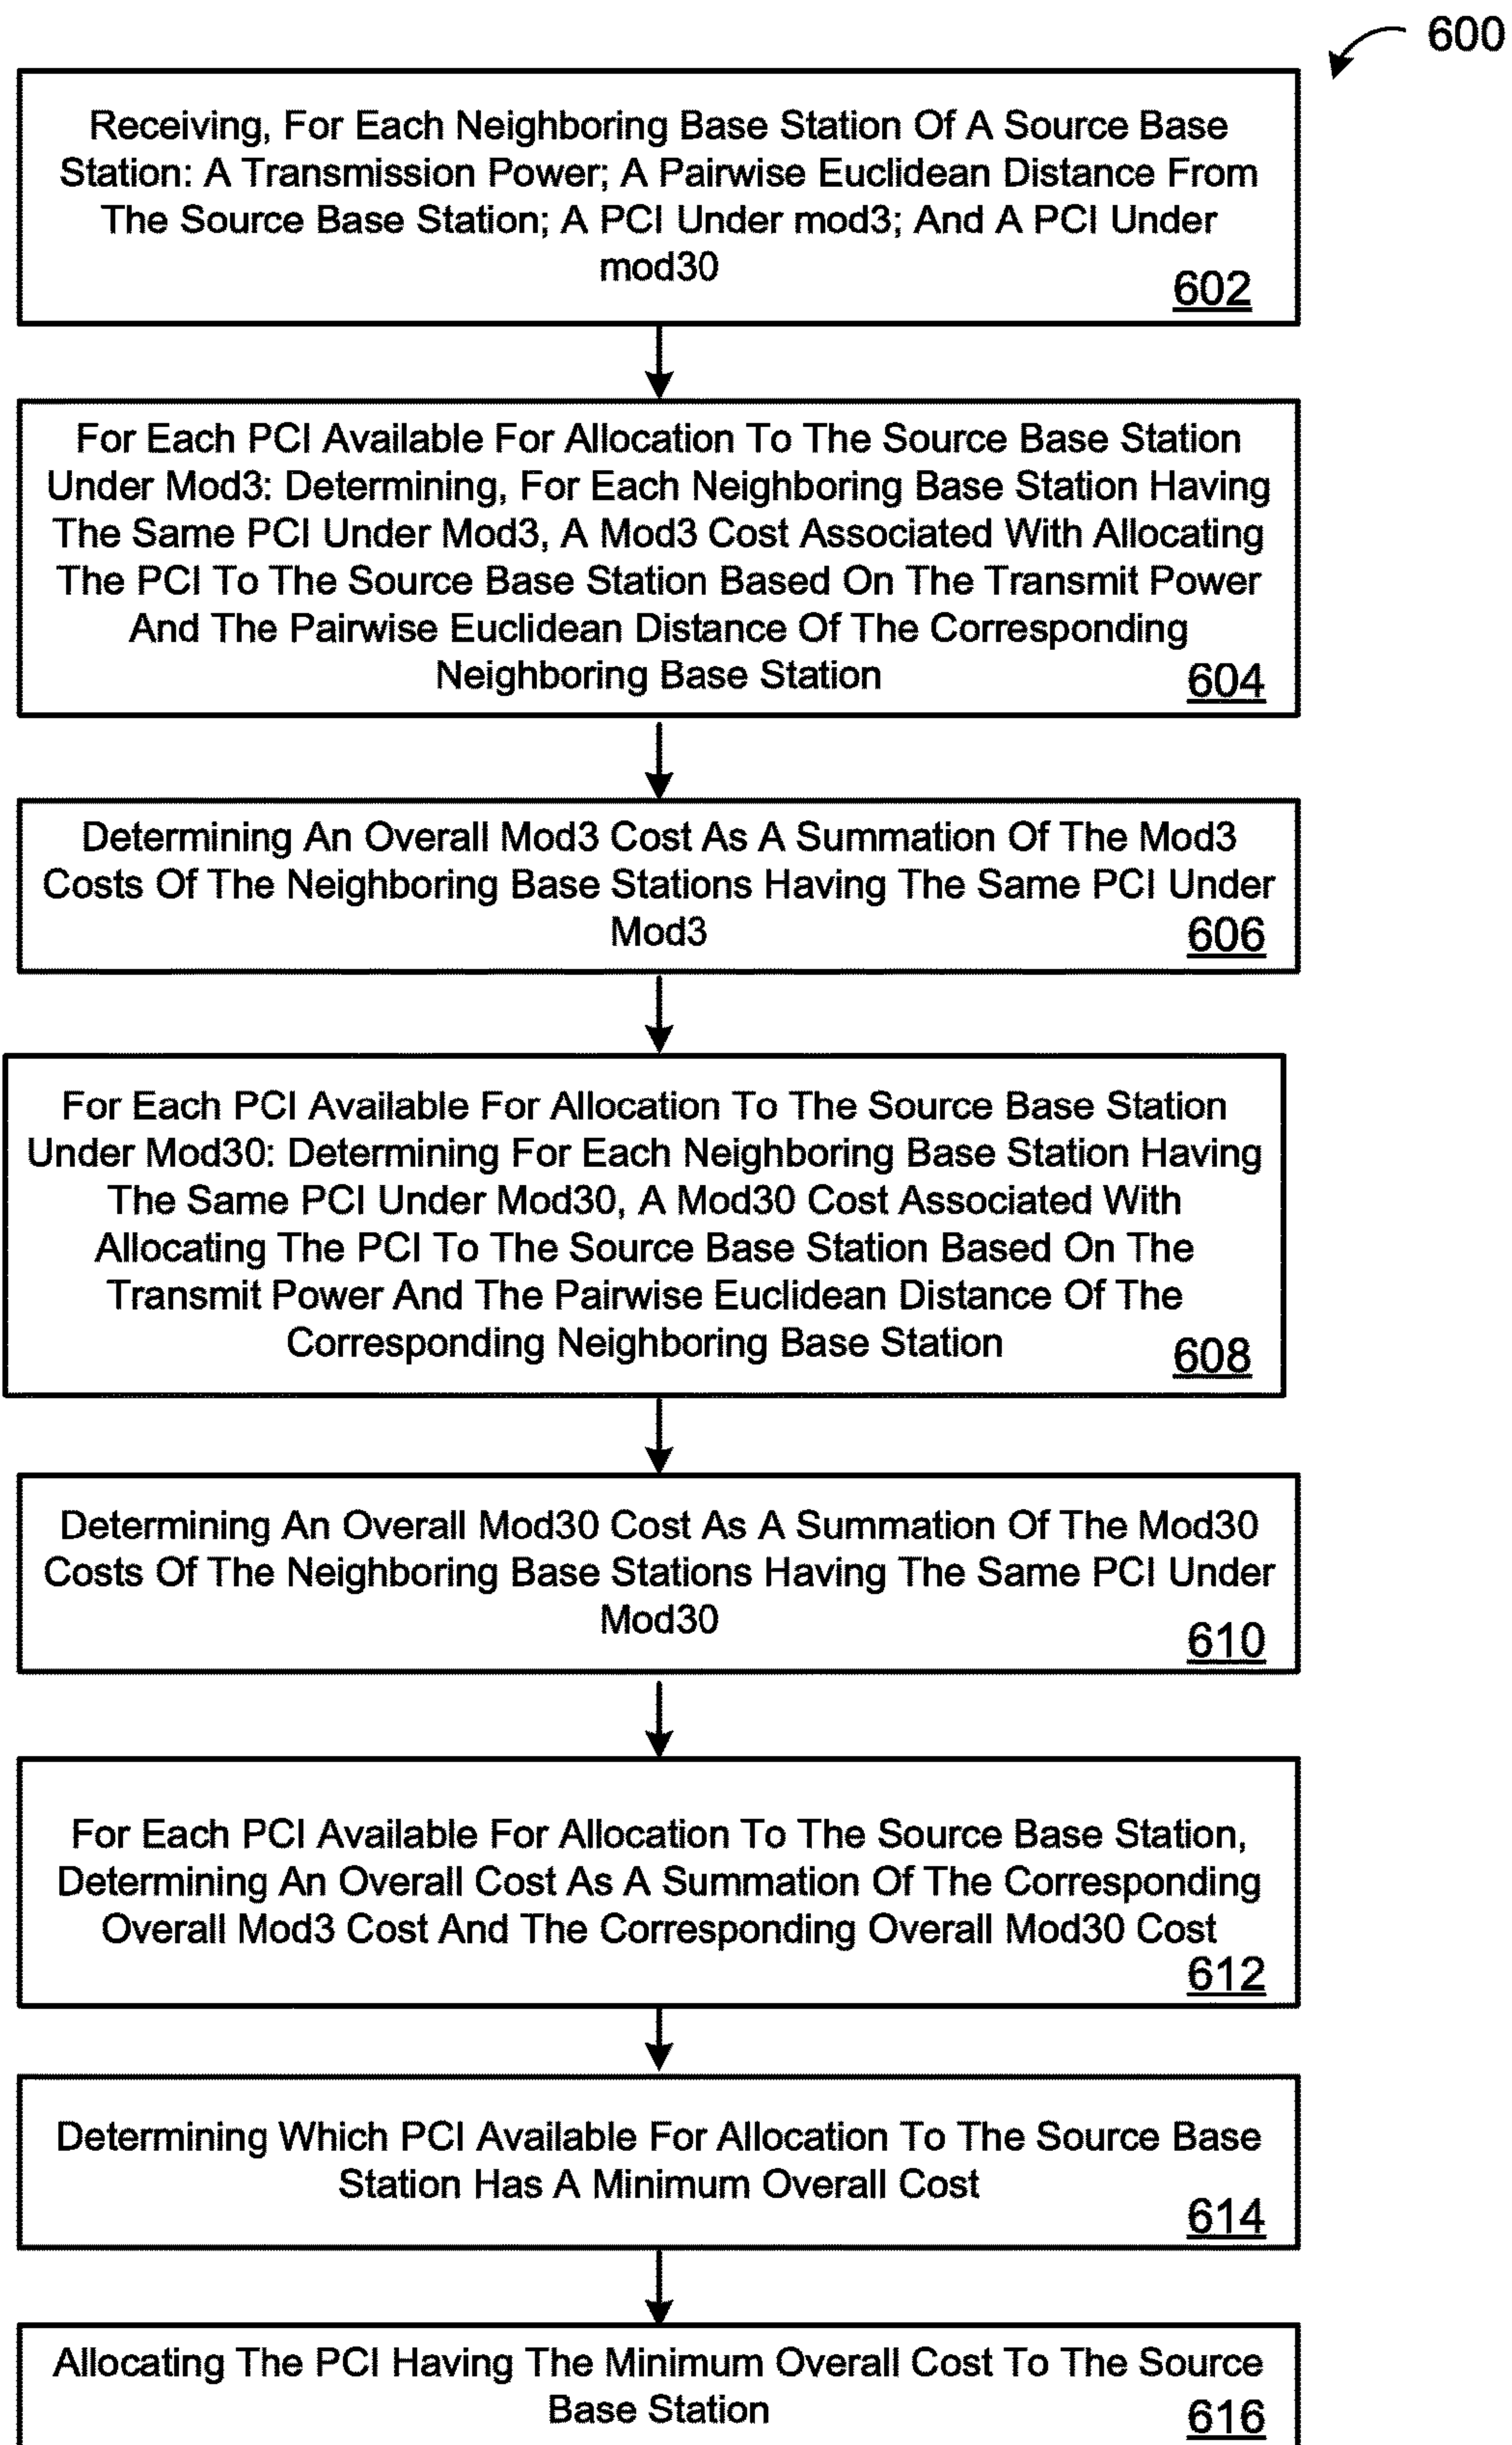 600
Receiving, For Each Neighboring Base Station Of A Source Base
Station: A Transmission Power; A Pairwise Euclidean Distance From
The Source Base Station; A PCI Under mod3; And A PCI Under
mod30
602
For Each PCI Available For Allocation To The Source Base Station
Under Mod3: Determining, For Each Neighboring Base Station Having
The Same PCI Under Mod3, A Mod3 Cost Associated With Allocating
The PCI To The Source Base Station Based On The Transmit Power
And The Pairwise Euclidean Distance Of The Corresponding
Neighboring Base Station
604
Determining An Overall Mod3 Cost As A Summation Of The Mod3
Costs Of The Neighboring Base Stations Having The Same PCI Under
Mod3
606
For Each PCI Available For Allocation To The Source Base Station
Under Mod30: Determining For Each Neighboring Base Station Having
The Same PCI Under Mod30, A Mod30 Cost Associated With
Allocating The PCI To The Source Base Station Based On The
Transmit Power And The Pairwise Euclidean Distance Of The
Corresponding Neighboring Base Station
608
Determining An Overall Mod30 Cost As A Summation Of The Mod30
Costs Of The Neighboring Base Stations Having The Same PCI Under
Mod30
610
For Each PCI Available For Allocation To The Source Base Station,
Determining An Overall Cost As A Summation Of The Corresponding
Overall Mod3 Cost And The Corresponding Overall Mod30 Cost
612
Determining Which PCI Available For Allocation To The Source Base
Station Has A Minimum Overall Cost
614
Allocating The PCI Having The Minimum Overall Cost To The Source
Base Station
616